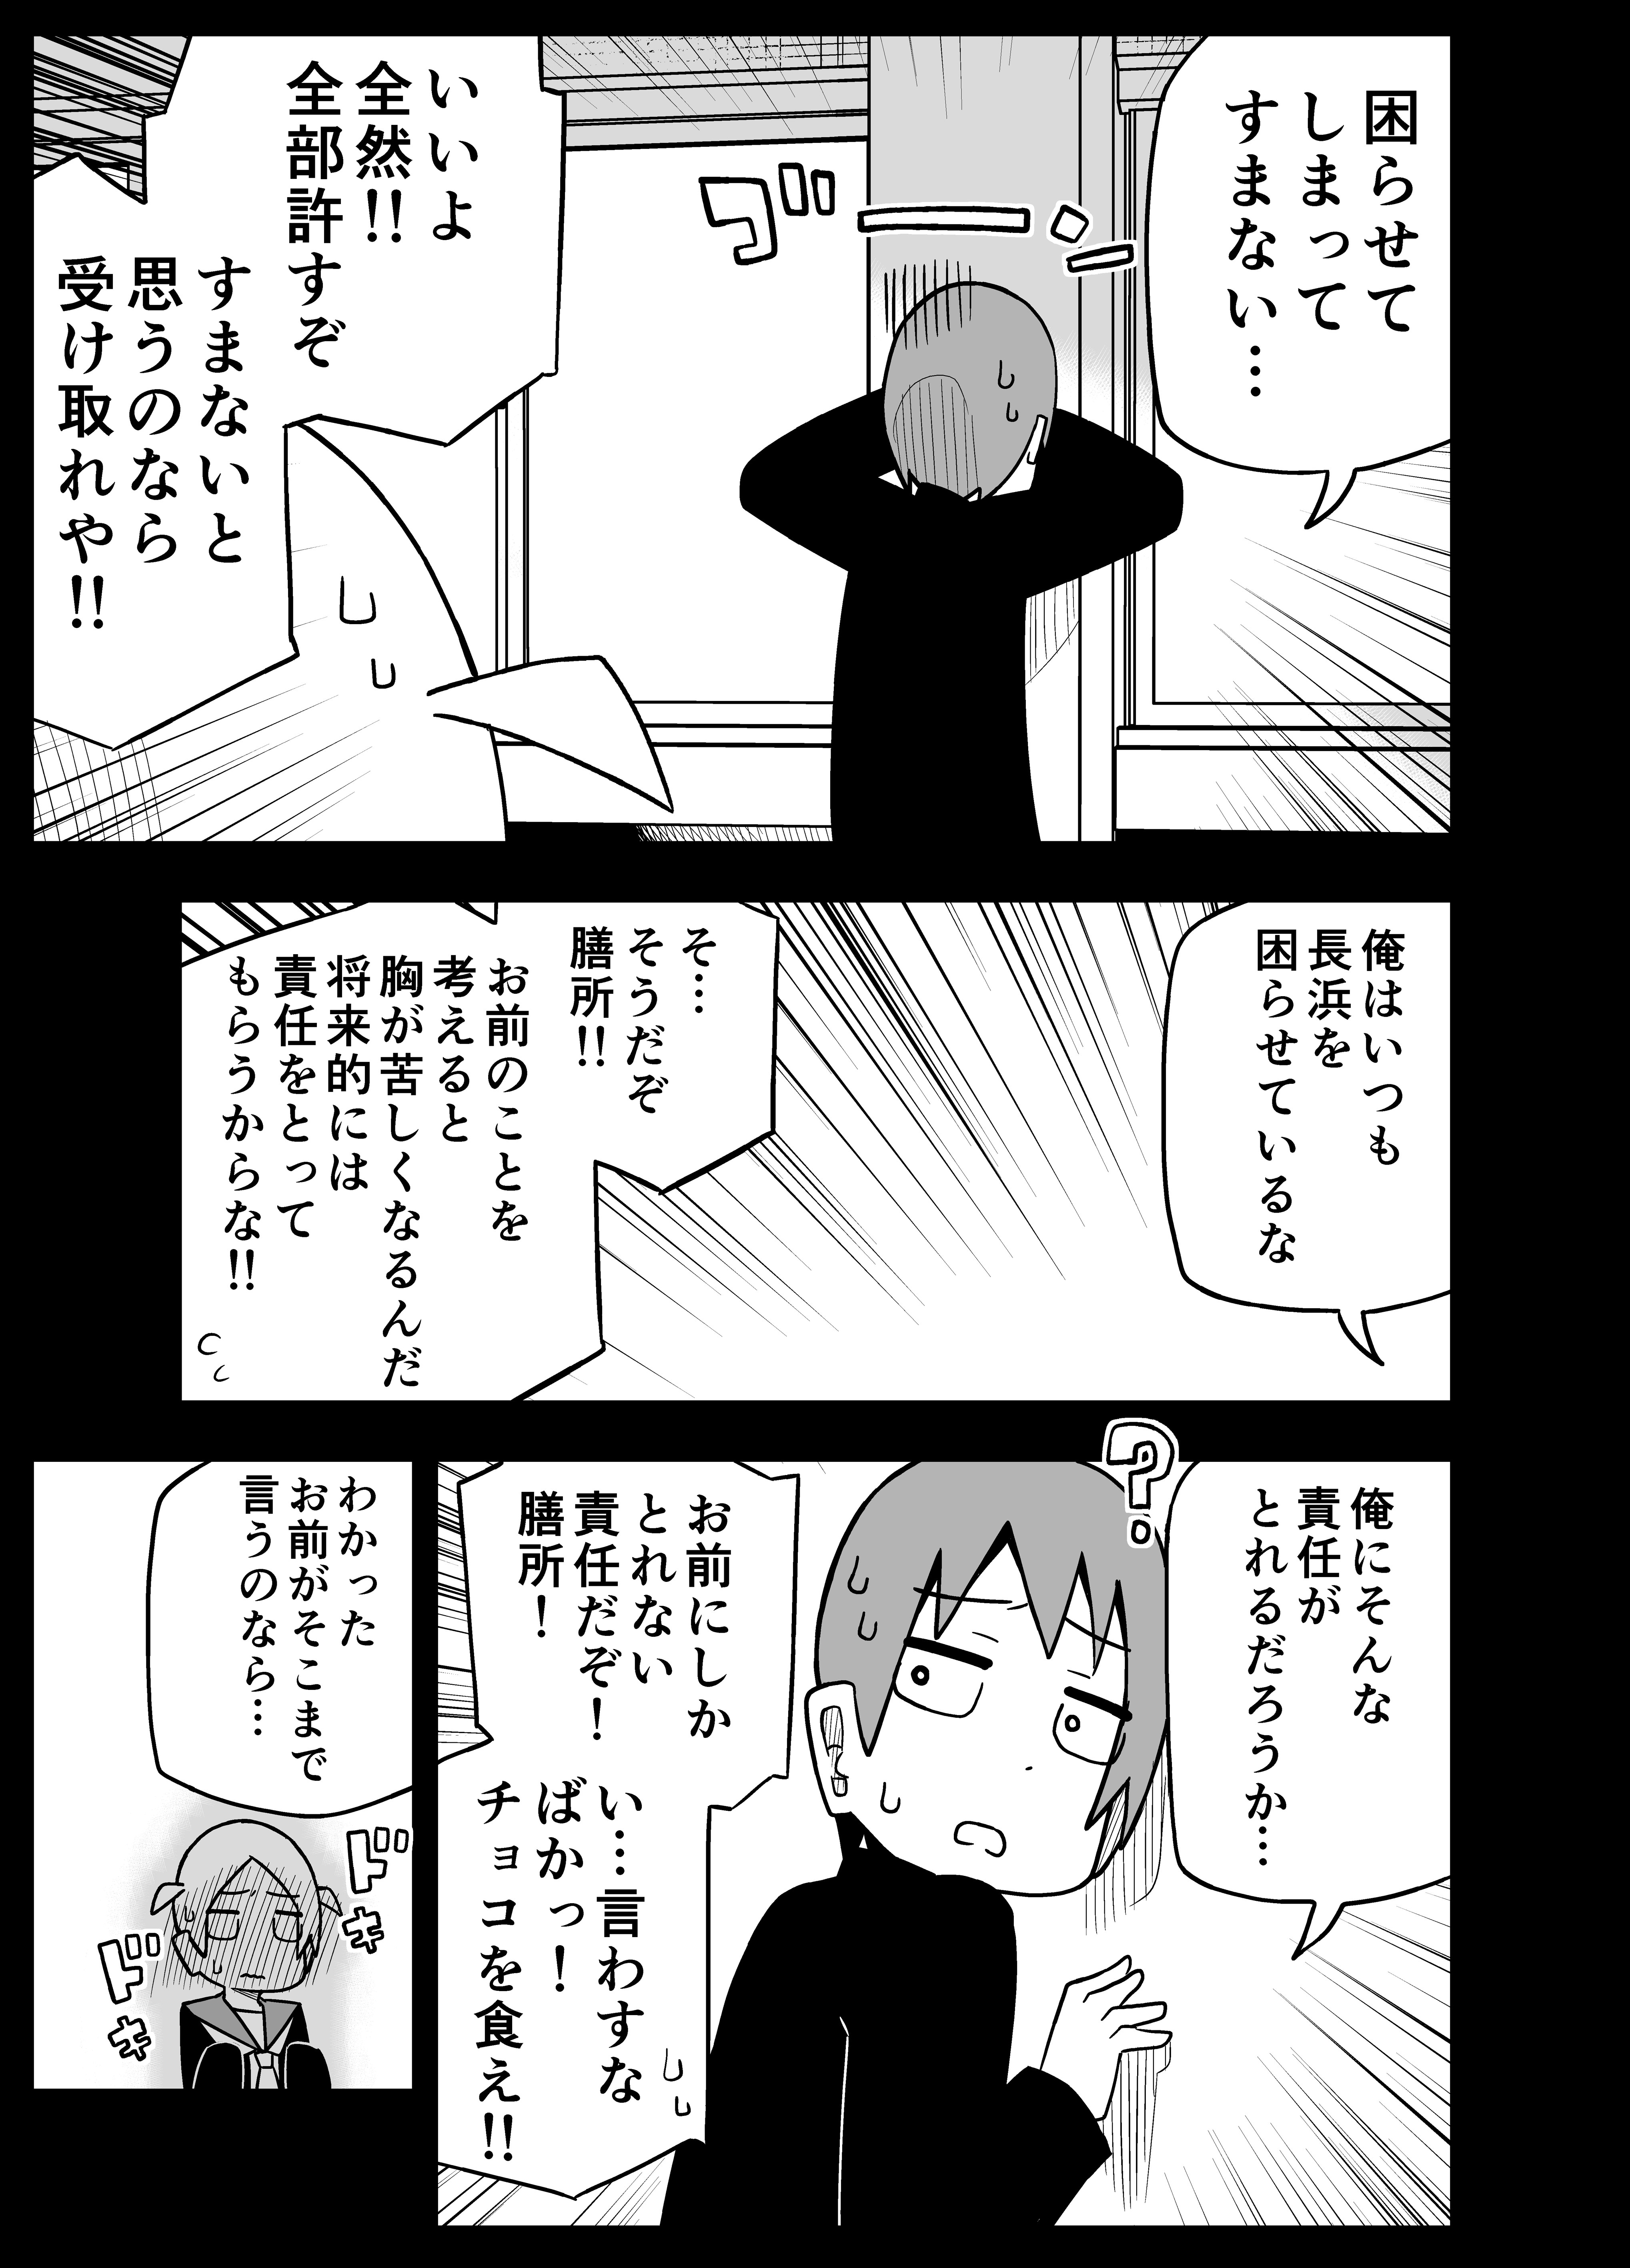 困らせて
しまって
すまない…
ガーン
いいよ
全然!!
全部許すぞ
すまないと
思うのなら
受け取れや!!
俺はいつも
長浜を
困らせているな
そ…
そうだぞ
膳所!!
お前のことを
考えると
胸が苦しくなるんだ
将来的には
責任をとって
もらうからな!!
俺にそんな
責任が
とれるだろうか…
?
お前にしか
とれない
責任だぞ!
膳所!
い…言わすな
ばかっ!
チョコを食え!!
わかった
お前がそこまで
言うのなら…
ドキ
ドキ